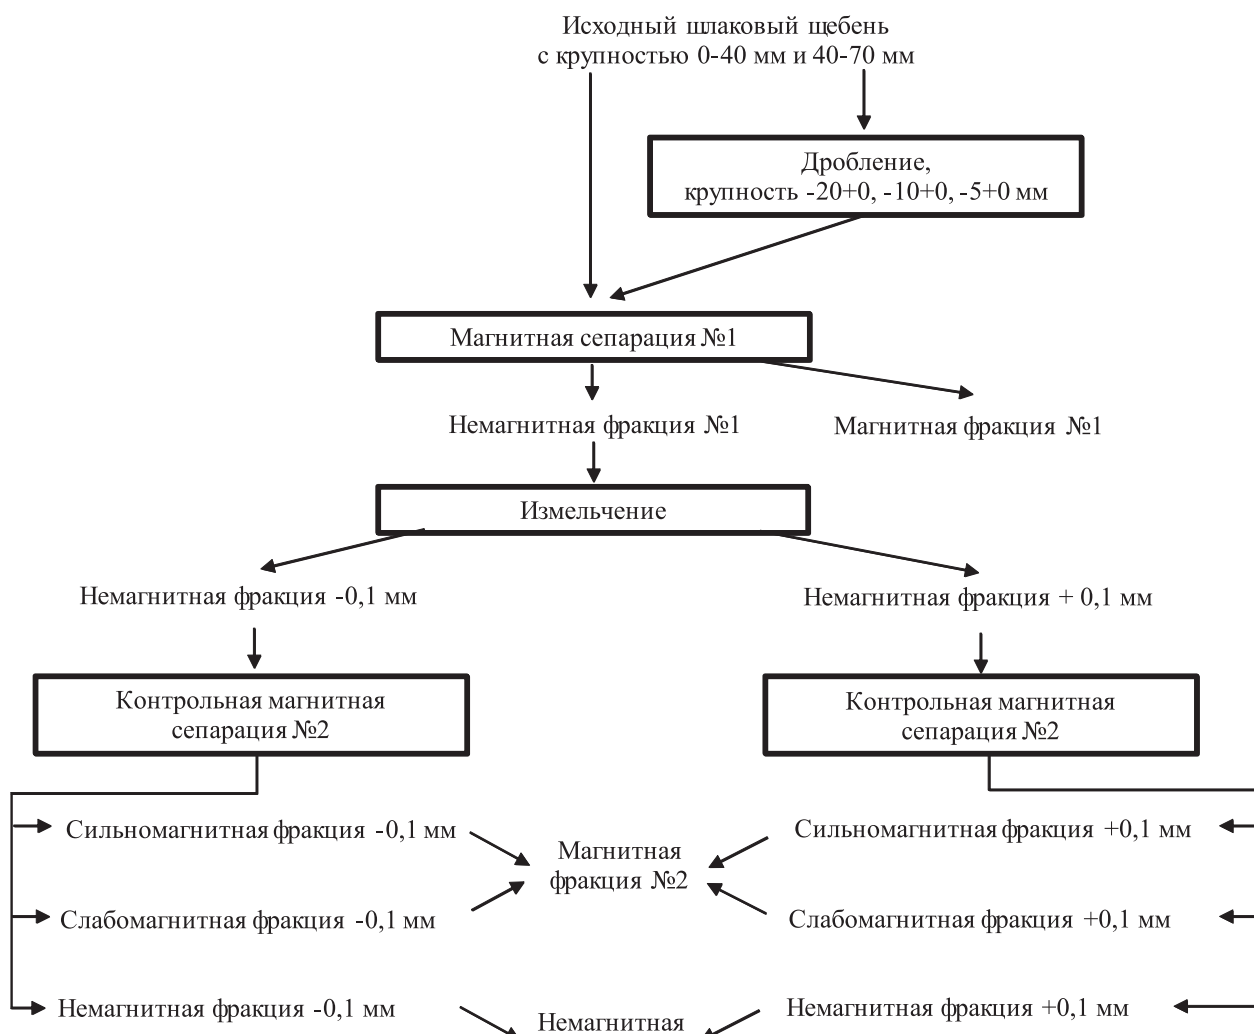 Исходный шлаковый щебень
с крупностью 0-40 мм и 40-70 мм
Дробление,
крупность -20+0, -10+0, -5+0 мм
Магнитная сепарация №1
Немагнитная фракция №1
Магнитная фракция №1
Измельчение
Немагнитная фракция -0,1 мм
Немагнитная фракция + 0,1 мм
Контрольная магнитная
сепарация №2
Контрольная магнитная
сепарация №2
Сильномагнитная фракция -0,1 мм
Сильномагнитная фракция +0,1 мм
Магнитная
фракция №2
Слабомагнитная фракция -0,1 мм
Слабомагнитная фракция +0,1 мм
Немагнитная фракция -0,1 мм
Немагнитная фракция +0,1 мм
Немагнитная